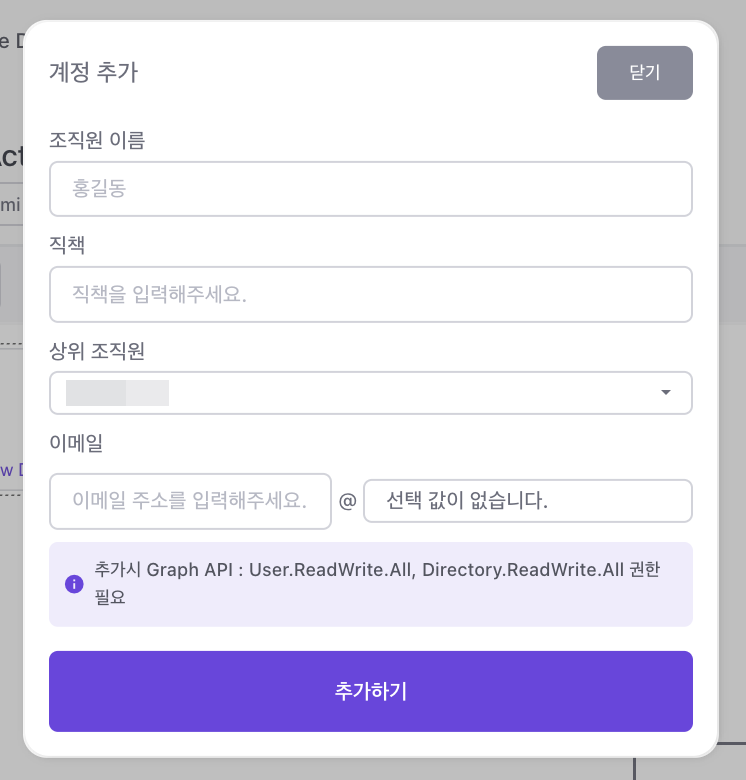 계정 추가
닫기
조직원 이름
홍길동
직책
직책을 입력해주세요.
상위 조직원
이메일
이메일 주소를 입력해주세요. @ 선택 값이 없습니다.
추가시 Graph API : User.ReadWrite.All, Directory.ReadWrite.All 권한
필요
추가하기